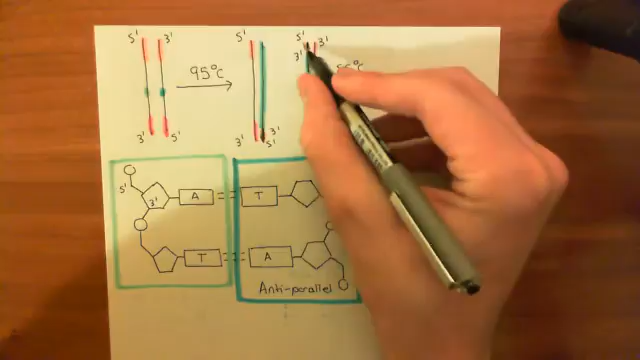 5' 3' 5' 5' 3'
3'
95°C
3' 5' 3' 3' 5'
5' 3' A T
T A
Anti-parallel